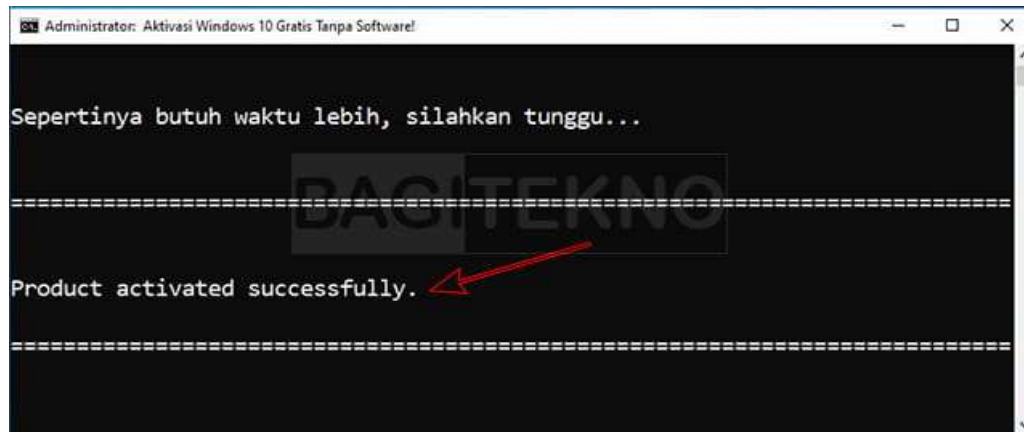 Administrator: Aktivasi Windows 10 Gratis Tanpa Software!
Sepertinya butuh waktu lebih, silahkan tunggu...
BAGITEKNO
Product activated successfully.